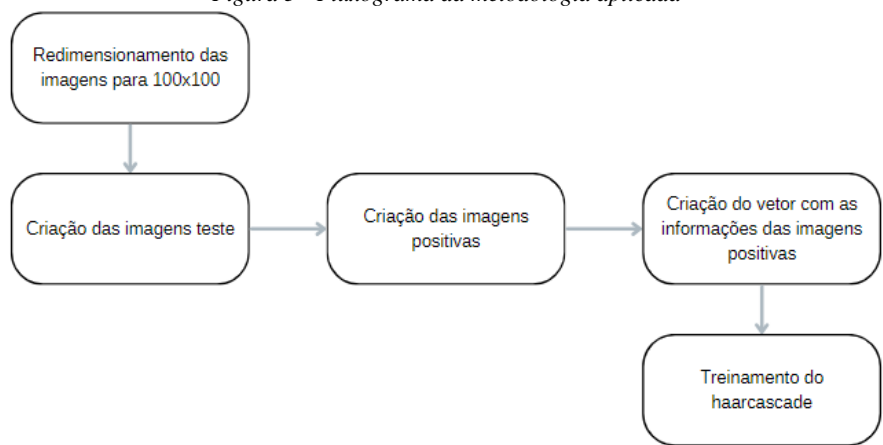 Redimensionamento das
imagens para 100x100
Criação das imagens teste
Criação das imagens
positivas
Criação do vetor com as
informações das imagens
positivas
Treinamento do
haarcascade